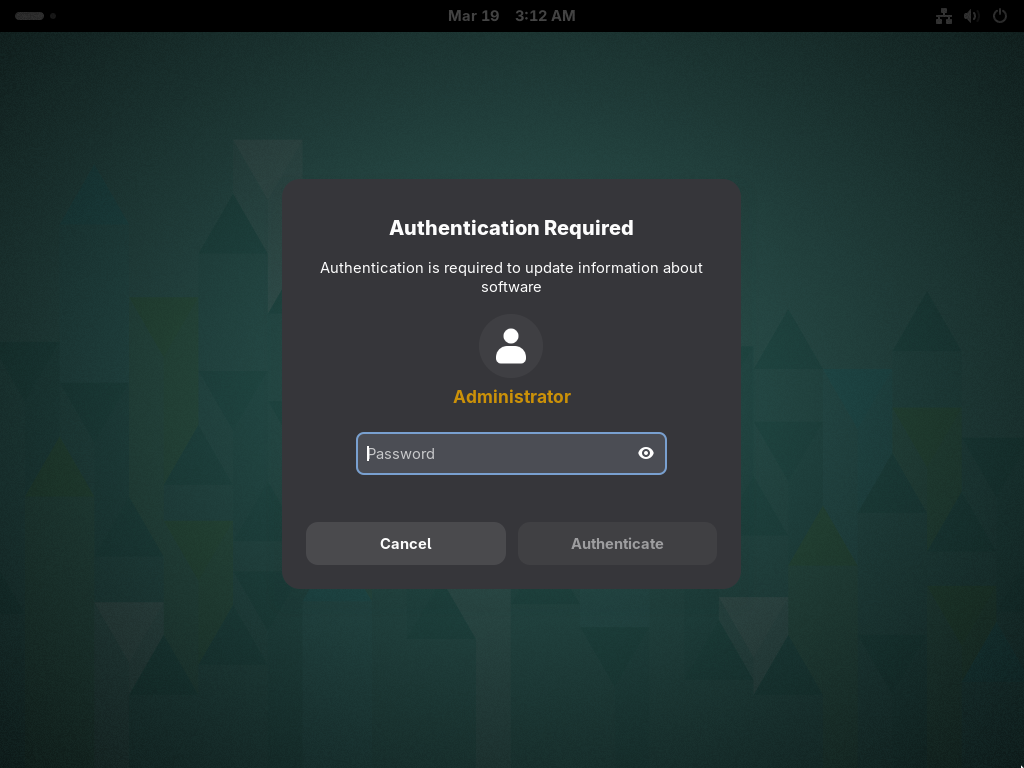 Mar 19 3:12 AM
Authentication Required
Authentication is required to update information about
software
Administrator
Password
Cancel
Authenticate